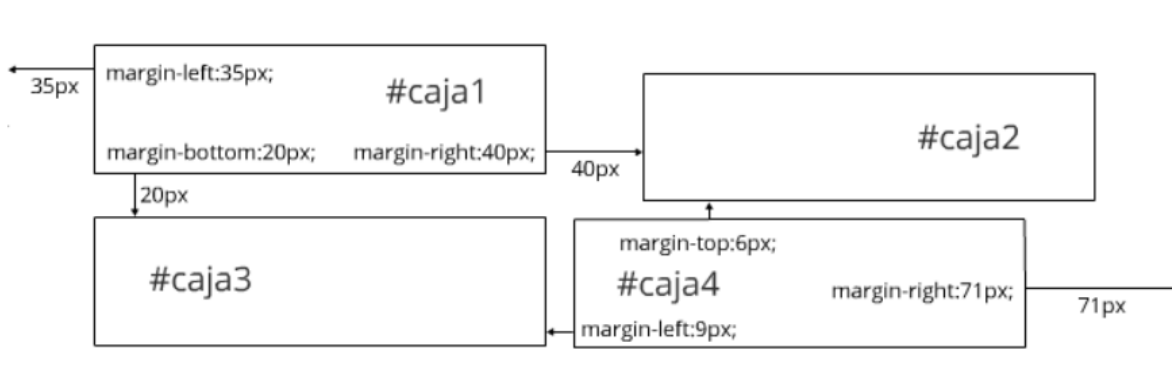 margin-left:35px;
35px
#caja1
margin-bottom:20px; margin-right:40px;
40px
20px
#caja2
#caja3
margin-top:6px;
#caja4
margin-right:71px;
71px
margin-left:9px;